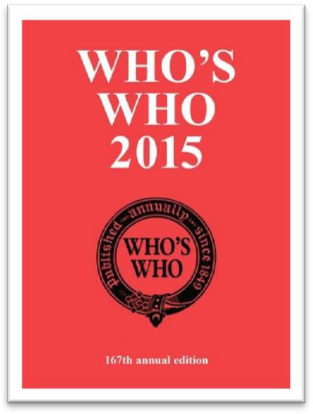 WHO'S
WHO
2015
published annually since 1849
WHO'S
WHO
167th annual edition